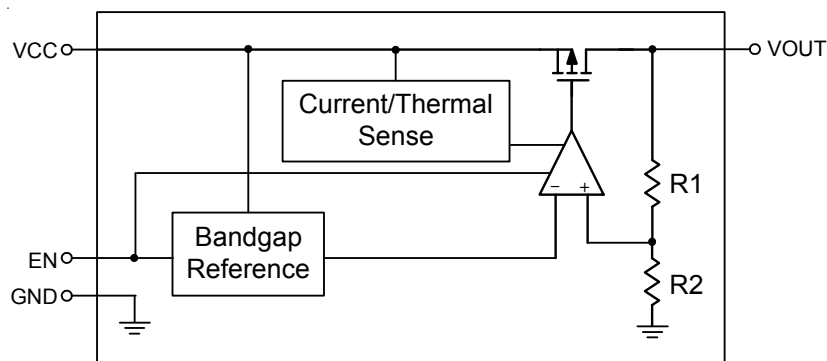 VCC
VOUT
Current/Thermal
Sense
- +
R1
EN
Bandgap
Reference
GND
R2